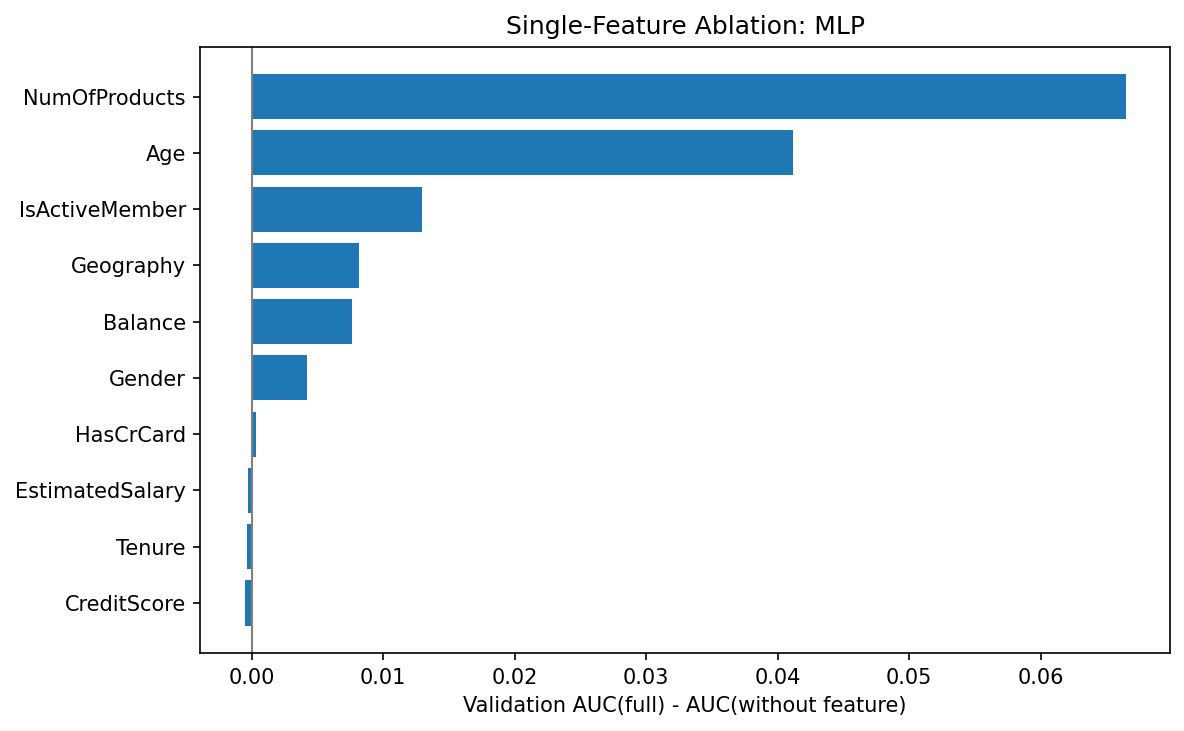 Single-Feature Ablation: MLP
NumOfProducts
Age
IsActiveMember
Geography
Balance
Gender
HasCrCard
EstimatedSalary
Tenure
CreditScore
0.00 0.01 0.02 0.03 0.04 0.05 0.06
Validation AUC(full) - AUC(without feature)